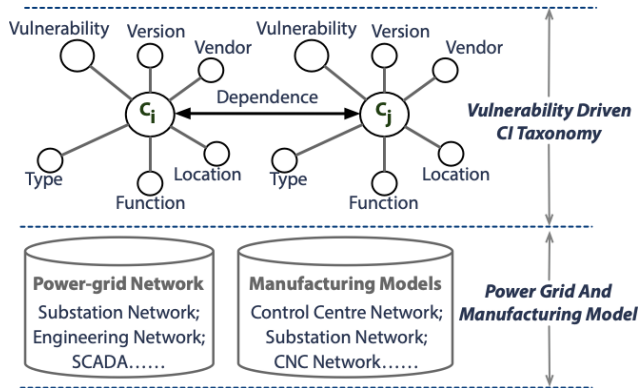 Vulnerability Version Vendor Vulnerability Version Vendor
Ci Dependence Cj
Type Function Location Type Function Location
Vulnerability Driven
CI Taxonomy
Power-grid Network
Substation Network;
Engineering Network;
SCADA......
Manufacturing Models
Control Centre Network;
Substation Network;
CNC Network......
Power Grid And
Manufacturing Model